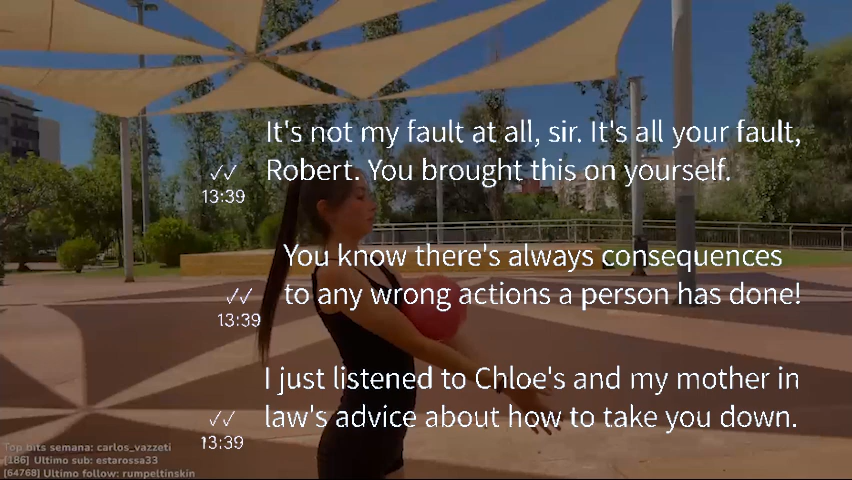 It's not my fault at all, sir. It's all your fault,
Robert. You brought this on yourself.
✓✓
13:39
You know there's always consequences
to any wrong actions a person has done!
✓✓
13:39
I just listened to Chloe's and my mother in
law's advice about how to take you down.
✓✓
13:39
Top bits semana: carlos_vazzeti
[186] Ultimo sub: estarossa33
[64768] Ultimo follow: rumpeltinskin